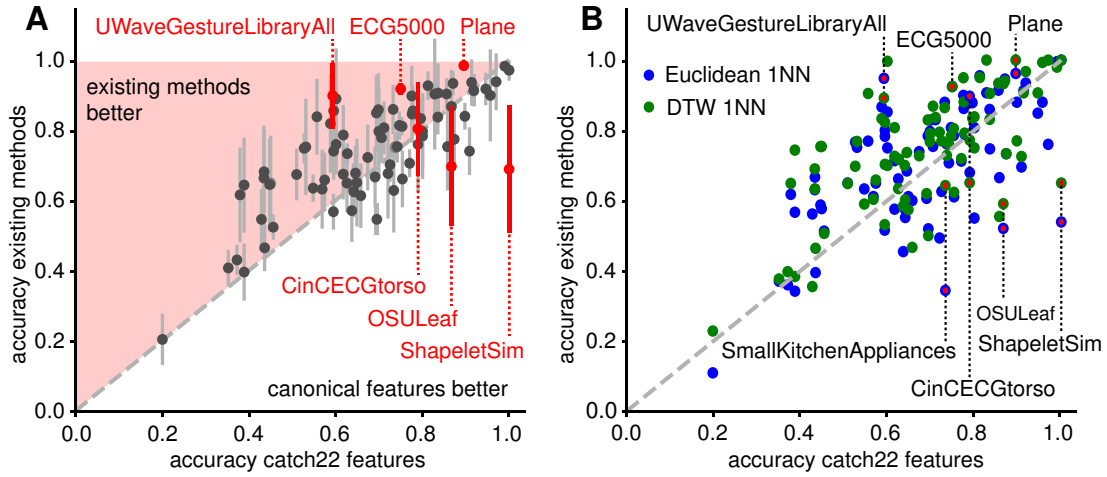 A
UWaveGestureLibraryAll ECG5000 Plane
existing methods
better
CinCECGtorso
OSULeaf
ShapeletSim
canonical features better
1.0
0.8
0.6
0.4
0.2
0.0
0.0 0.2 0.4 0.6 0.8 1.0
accuracy existing methods
accuracy catch22 features
B
UWaveGestureLibraryAll Plane
ECG5000
Euclidean 1NN
DTW 1NN
OSULeaf
SmallKitchenAppliances ShapeletSim
CinCECGtorso
1.0
0.8
0.6
0.4
0.2
0.0
0.0 0.2 0.4 0.6 0.8 1.0
accuracy existing methods
accuracy catch22 features